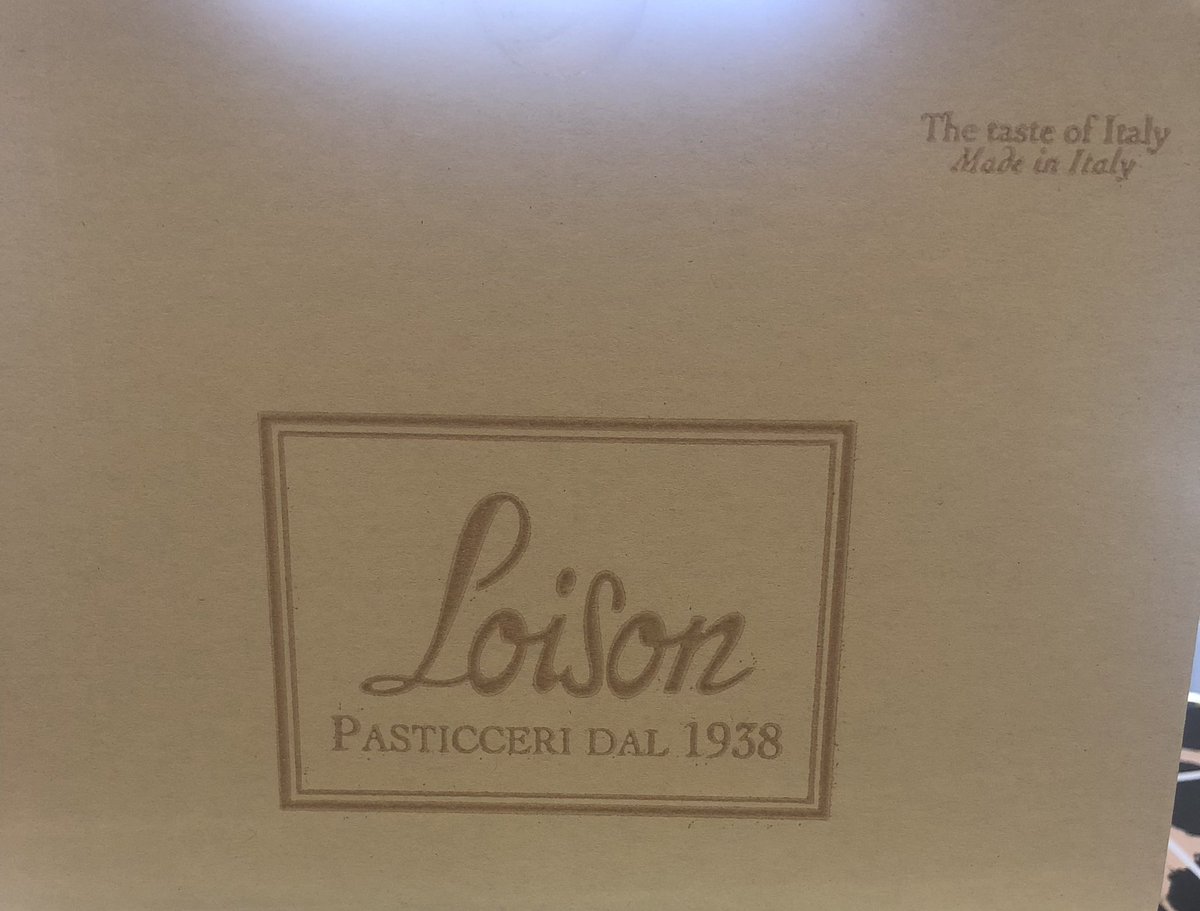 The taste of Italy
Made in Italy
Loison
PASTICCERI DAL 1938